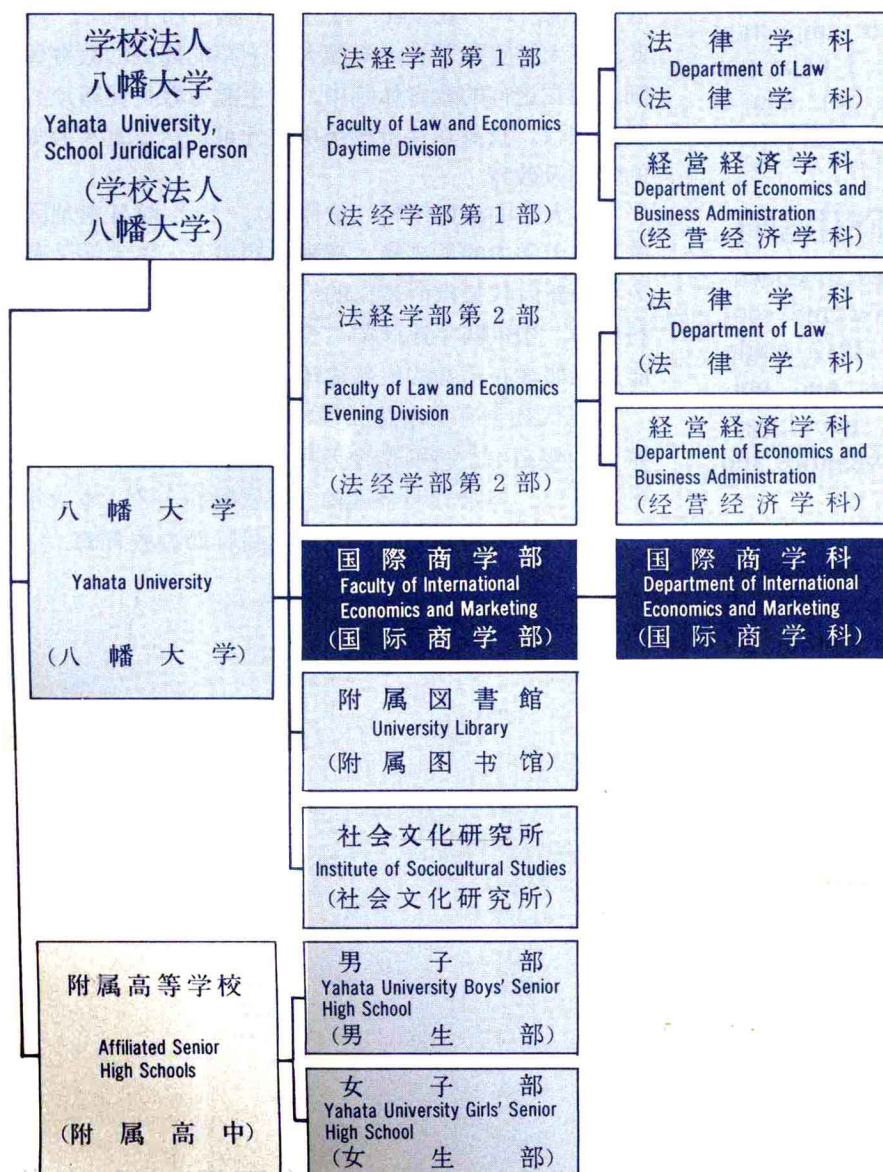 学校法人
八幡大学
Yahata University,
School Juridical Person
(学校法人
八幡大学)
八幡大学
Yahata University
(八幡大学)
附属高等学校
Affiliated Senior
High Schools
(附属高中)
法経学部第1部
Faculty of Law and Economics
Daytime Division
(法经学部第1部)
法経学部第2部
Faculty of Law and Economics
Evening Division
(法经学部第2部)
国際商学部
Faculty of International
Economics and Marketing
(国际商学部)
附属図書館
University Library
(附属图书馆)
社会文化研究所
Institute of Sociocultural Studies
(社会文化研究所)
男子部
Yahata University Boys' Senior
High School
(男生部)
女子部
Yahata University Girls' Senior
High School
(女生部)
法律学科
Department of Law
(法律学科)
経営経済学科
Department of Economics and
Business Administration
(经营经济学科)
法律学科
Department of Law
(法律学科)
経営経済学科
Department of Economics and
Business Administration
(经营经济学科)
国際商学科
Department of International
Economics and Marketing
(国际商学科)